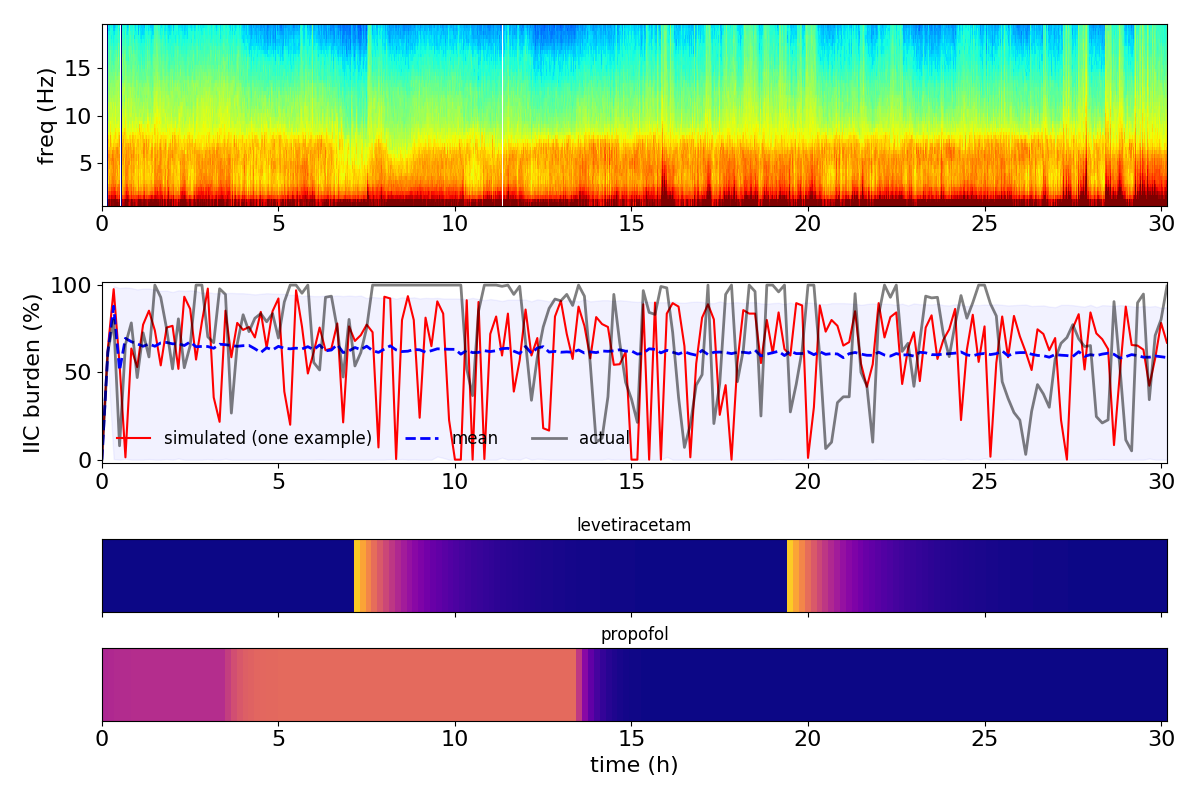 freq (Hz)
15
10
5
0 5 10 15 20 25 30
IIC burden (%)
100
50
0
simulated (one example) mean actual
0 5 10 15 20 25 30
levetiracetam
propofol
0 5 10 15 20 25 30
time (h)